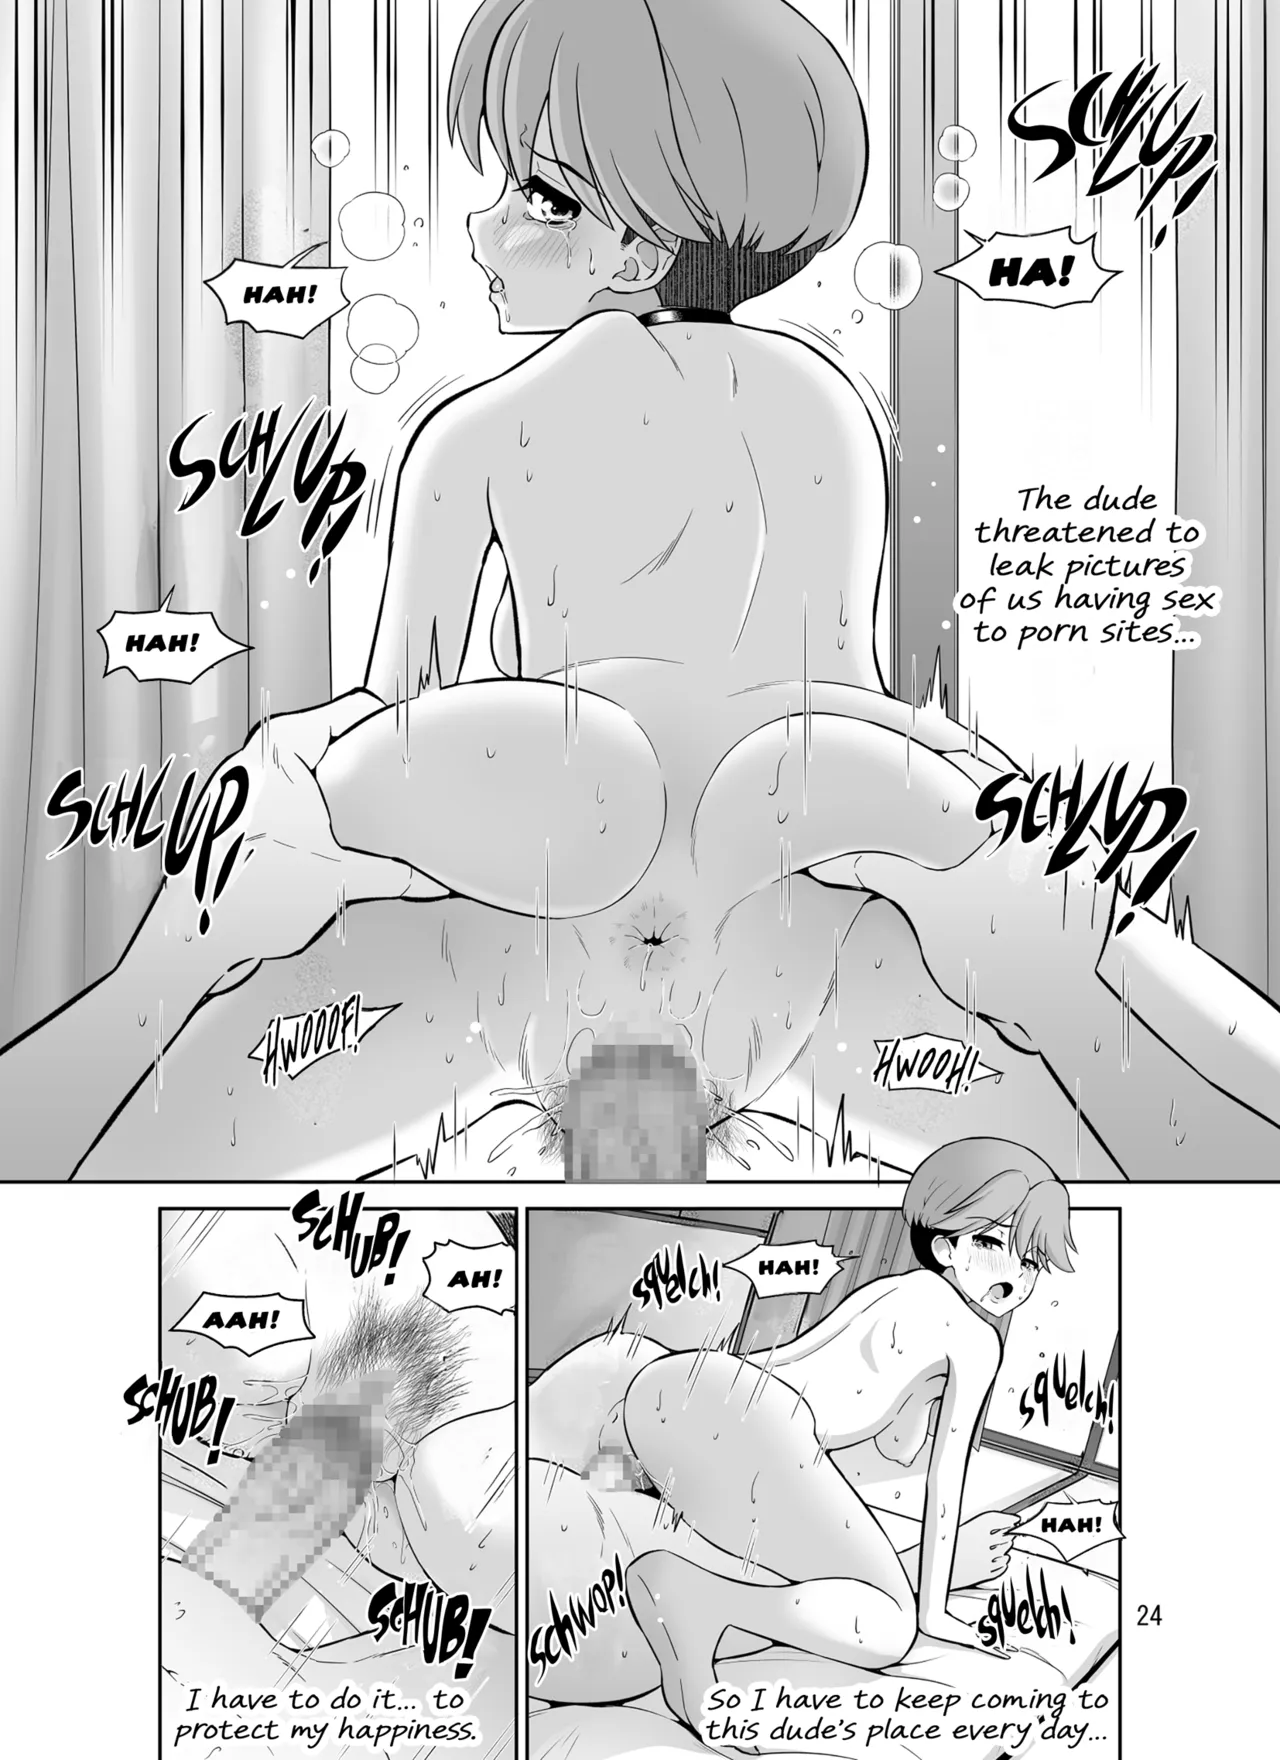 SCHLUP!
HAH!
HA!
SCHLUP!
The dude
threatened to
leak pictures
of us having sex
to porn sites...
HAH!
SCHLUP!
SCHLUP!
HWOOOF!
HWOOH!
SCHUB!
AH!
AAH!
SCHUB!
SCHUB!
I have to do it... to
protect my happiness.
squelch!
HAH!
squelch!
HAH!
schwop!
squelch!
So I have to keep coming to
this dude's place every day...
24